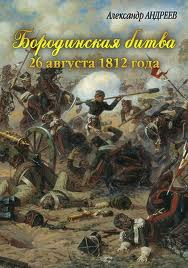 Александр АНДРЕЕВ
Бородинская битва
26 августа 1812 года